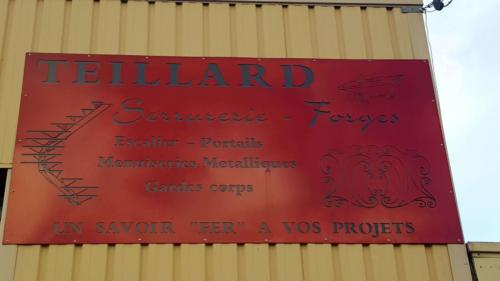 TEILLARD
Serrurerie - Forges
Escalier - Portails
Menuiseries Metalliques
Gardes corps
UN SAVOIR "FER" A VOS PROJETS